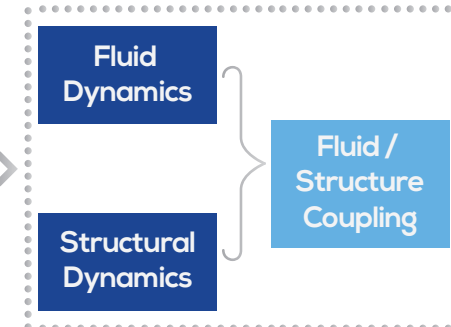 Fluid
Dynamics
Fluid /
Structure
Coupling
Structural
Dynamics